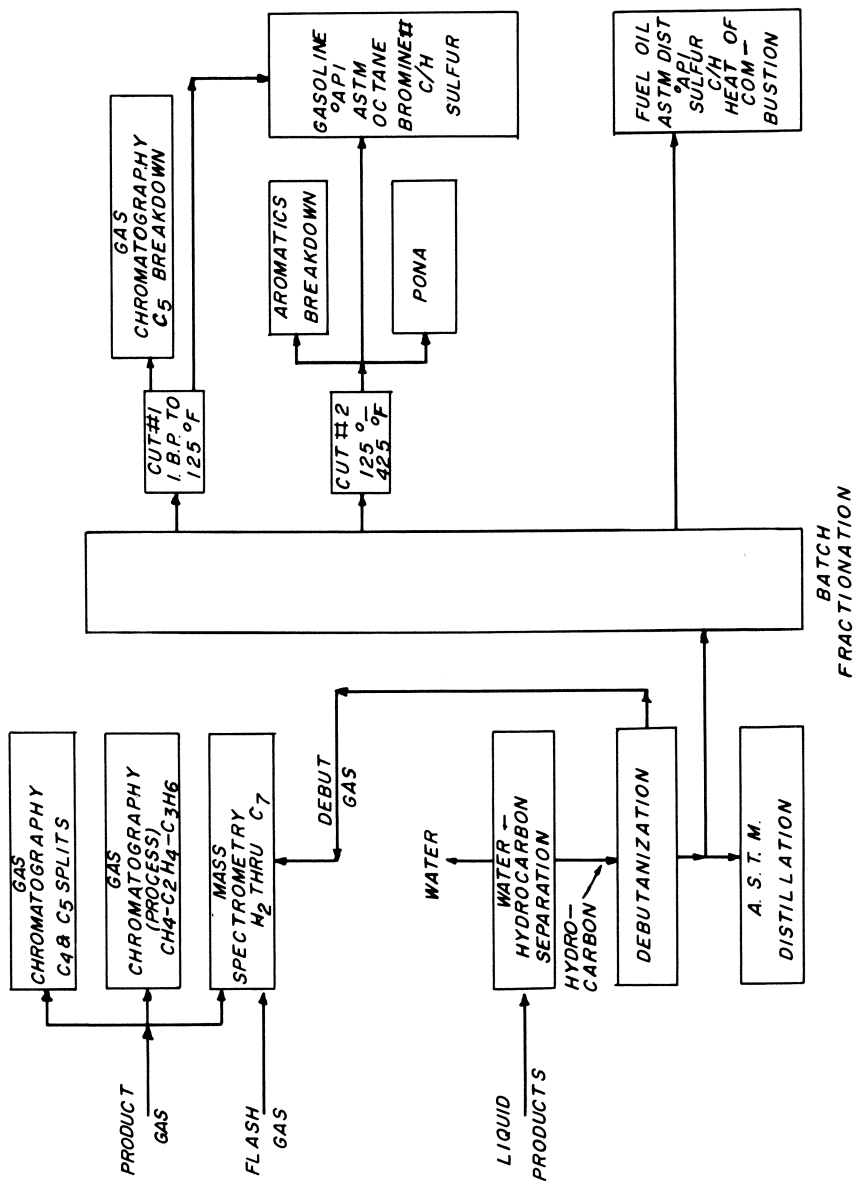 PRODUCT
GAS
FLASH
GAS
LIQUID
PRODUCTS
GAS
CHROMATOGRAPHY
C4 & C5 SPLITS
GAS
CHROMATOGRAPHY
(PROCESS)
CH4-C2H4-C3H6
MASS
SPECTROMETRY
H2 THRU C7
DEBUT
GAS
WATER
WATER –
HYDROCARBON
SEPARATION
HYDRO–
CARBON
DEBUTANIZATION
A. S. T. M.
DISTILLATION
BATCH
FRACTIONATION
CUT#1
I. B.P. TO
125 °F
CUT #2
125 °–
425 °F
GAS
CHROMATOGRAPHY
C5 BREAKDOWN
AROMATICS
BREAKDOWN
PONA
GASOLINE
°API
ASTM
OCTANE
BROMINE#
C/H
SULFUR
FUEL OIL
ASTM DIST
°API
SULFUR
C/H
HEAT OF
COM–
BUSTION